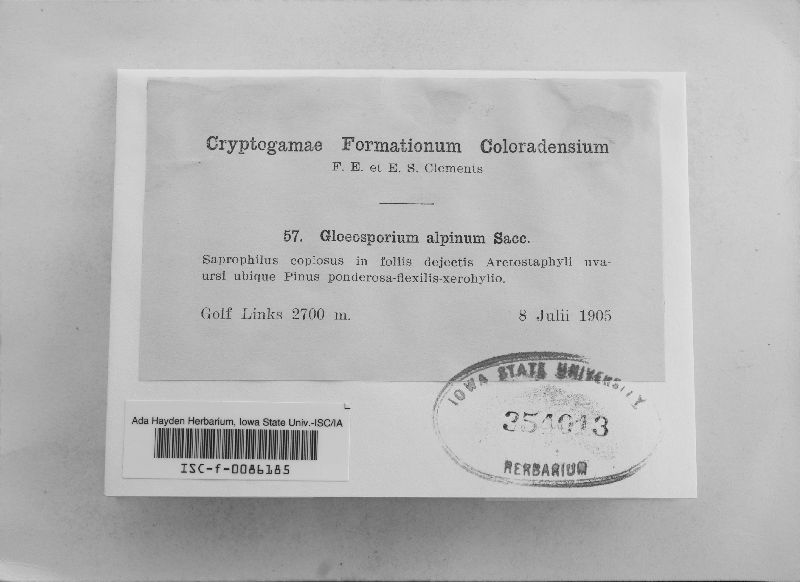 Cryptogamae Formationum Coloradensium
F. E. et E. S. Clements
57. Gloeosporium alpinum Sacc.
Saprophilus copiosus in foliis dejectis Arctostaphyli uva-
ursi ubique Pinus ponderosa-flexilis-xerohylio.
Golf Links 2700 m. 8 Julii 1905
Ada Hayden Herbarium, Iowa State Univ.-ISC/IA
ISC-f-0086185
IOWA STATE UNIVERSITY
354013
HERBARIUM